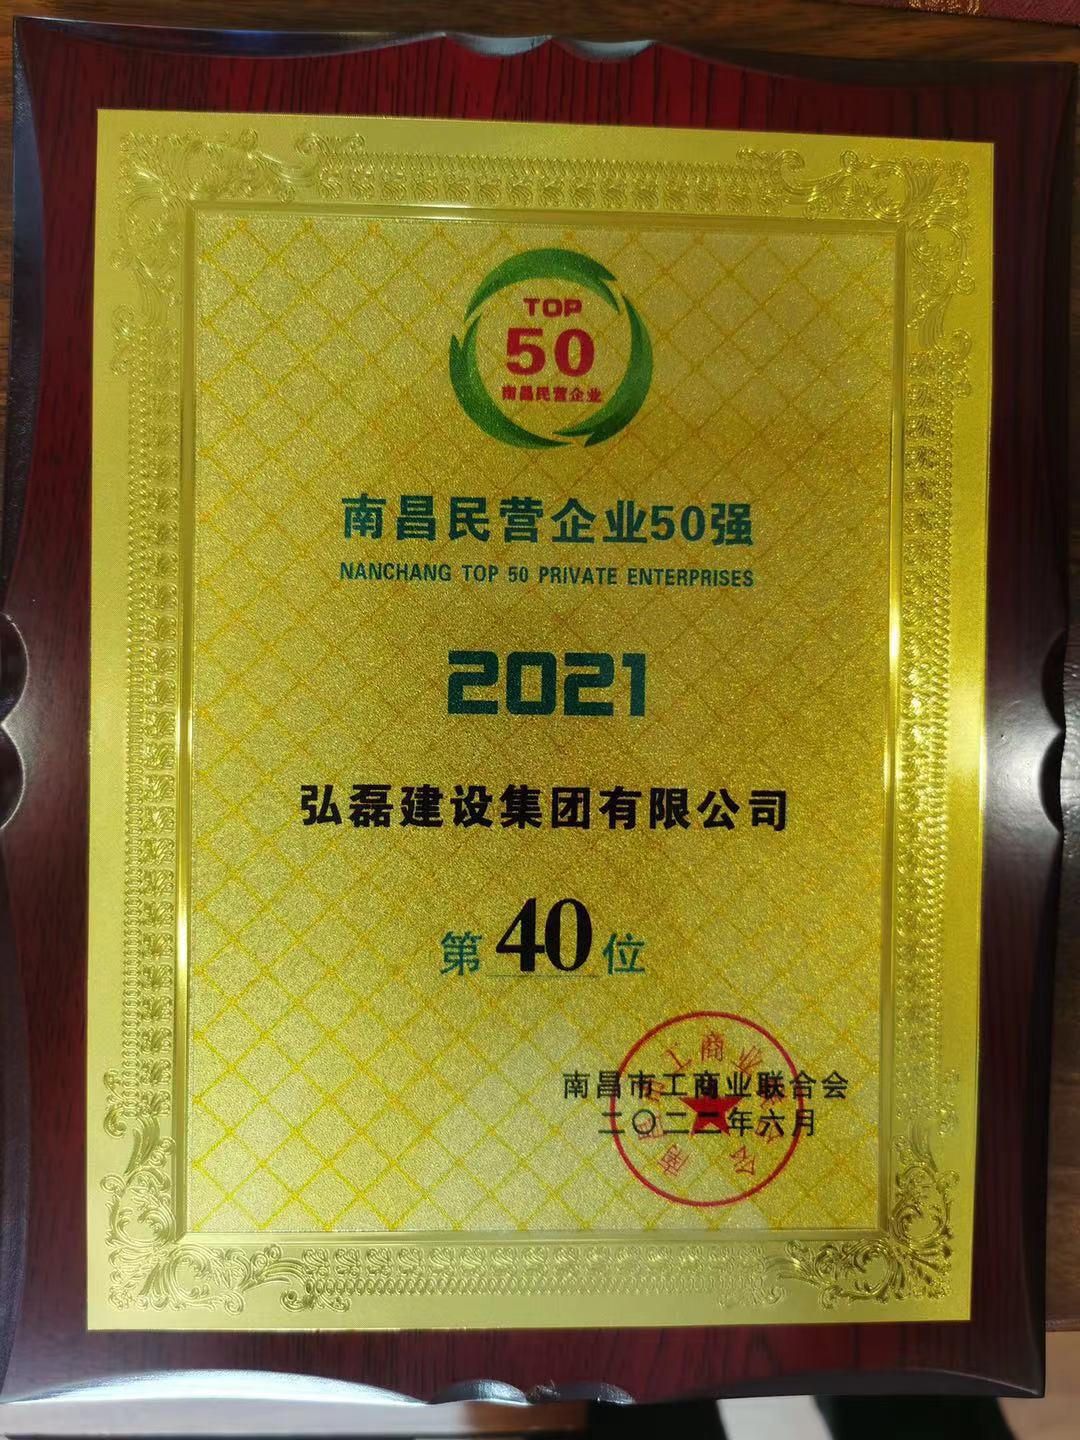 TOP
50
南昌民营企业
南昌民营企业50强
NANCHANG TOP 50 PRIVATE ENTERPRISES
2021
弘磊建设集团有限公司
第40位
南昌市工商业联合会
二〇二二年六月